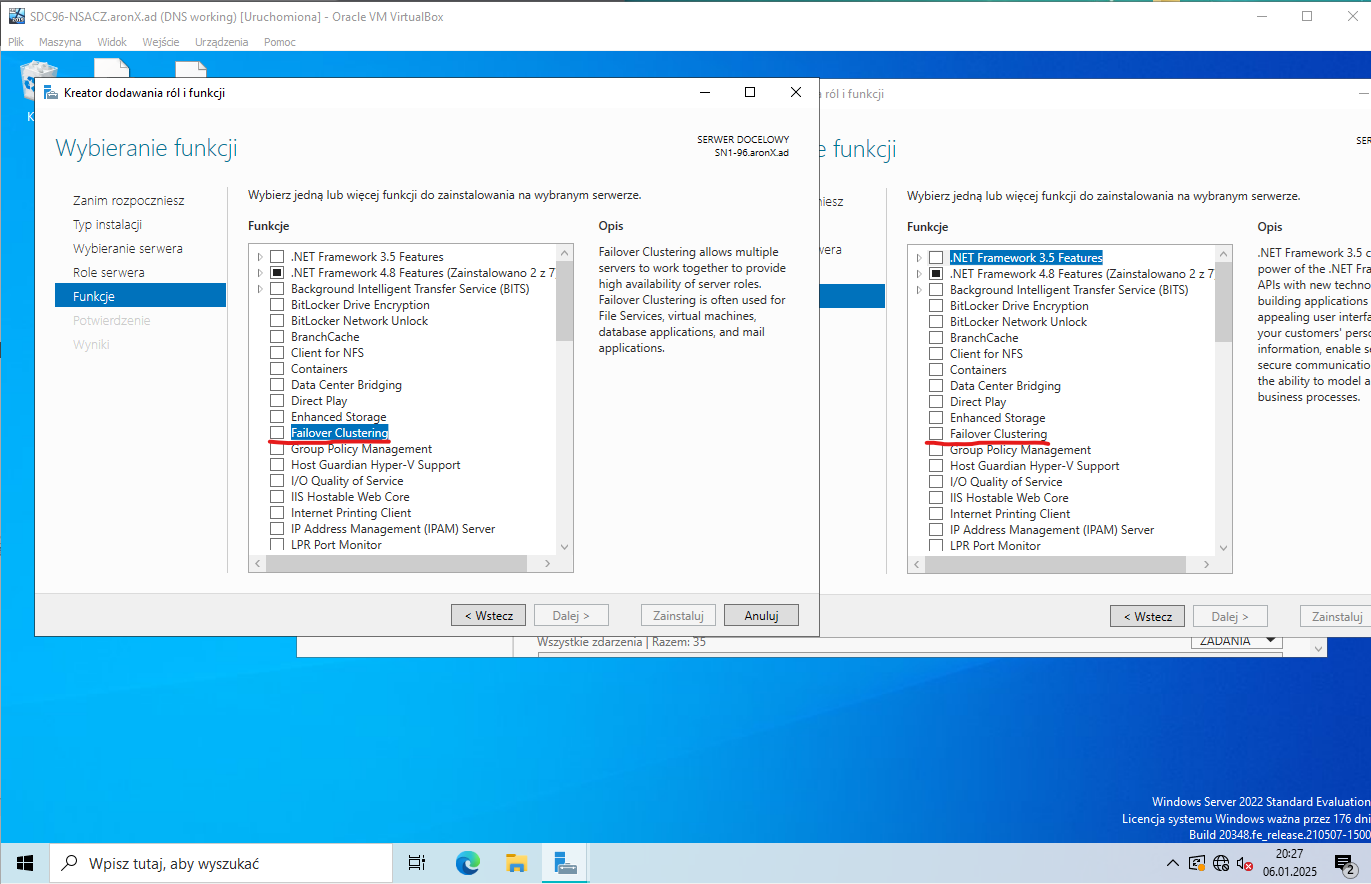 SDC96-NSACZ.aronX.ad (DNS working) [Uruchomiona] - Oracle VM VirtualBox
Plik Maszyna Widok Wejście Urządzenia Pomoc
Kreator dodawania ról i funkcji
Wybieranie funkcji
SERWER DOCELOWY
SN1-96.aronX.ad
Zanim rozpoczniesz
Typ instalacji
Wybieranie serwera
Role serwera
Funkcje
Potwierdzenie
Wyniki
Wybierz jedną lub więcej funkcji do zainstalowania na wybranym serwerze.
Funkcje
.NET Framework 3.5 Features
.NET Framework 4.8 Features (Zainstalowano 2 z 7
Background Intelligent Transfer Service (BITS)
BitLocker Drive Encryption
BitLocker Network Unlock
BranchCache
Client for NFS
Containers
Data Center Bridging
Direct Play
Enhanced Storage
Failover Clustering
Group Policy Management
Host Guardian Hyper-V Support
I/O Quality of Service
IIS Hostable Web Core
Internet Printing Client
IP Address Management (IPAM) Server
LPR Port Monitor
Opis
Failover Clustering allows multiple
servers to work together to provide
high availability of server roles.
Failover Clustering is often used for
File Services, virtual machines,
database applications, and mail
applications.
< Wstecz
Dalej >
Zainstaluj
Anuluj
ról i funkcji
funkcji
Wybierz jedną lub więcej funkcji do zainstalowania na wybranym serwerze.
Funkcje
.NET Framework 3.5 Features
.NET Framework 4.8 Features (Zainstalowano 2 z 7
Background Intelligent Transfer Service (BITS)
BitLocker Drive Encryption
BitLocker Network Unlock
BranchCache
Client for NFS
Containers
Data Center Bridging
Direct Play
Enhanced Storage
Failover Clustering
Group Policy Management
Host Guardian Hyper-V Support
I/O Quality of Service
IIS Hostable Web Core
Internet Printing Client
IP Address Management (IPAM) Server
LPR Port Monitor
Opis
.NET Framework 3.5 c
power of the .NET Fra
APIs with new techno
building applications
appealing user interfa
your customers' perso
information, enable se
secure communicatio
the ability to model a
business processes.
< Wstecz
Dalej >
Zainstaluj
Wszystkie zdarzenia | Razem: 35
ZADANIA
Windows Server 2022 Standard Evaluation
Licencja systemu Windows ważna przez 176 dni
Build 20348.fe_release.210507-1500
Wpisz tutaj, aby wyszukać
20:27
06.01.2025
2